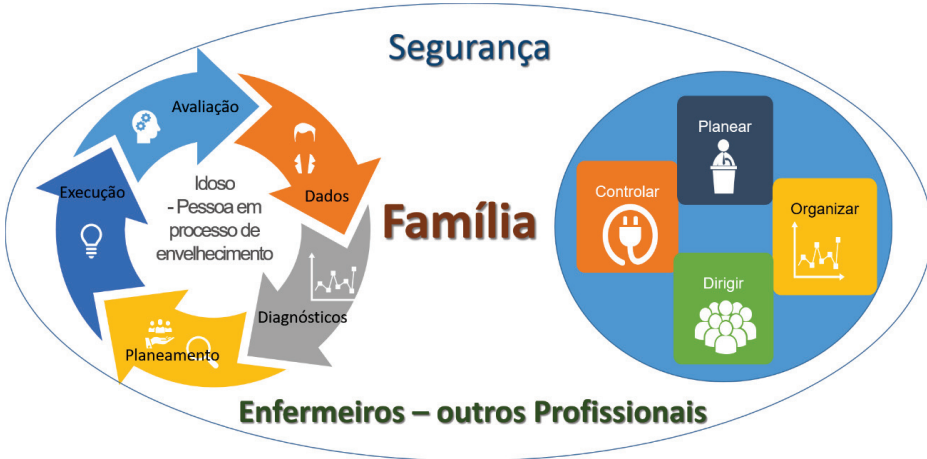 Segurança
Avaliação
Dados
Diagnósticos
Planeamento
Execução
Idoso
- Pessoa em
processo de
envelhecimento
Família
Planear
Controlar
Organizar
Dirigir
Enfermeiros – outros Profissionais